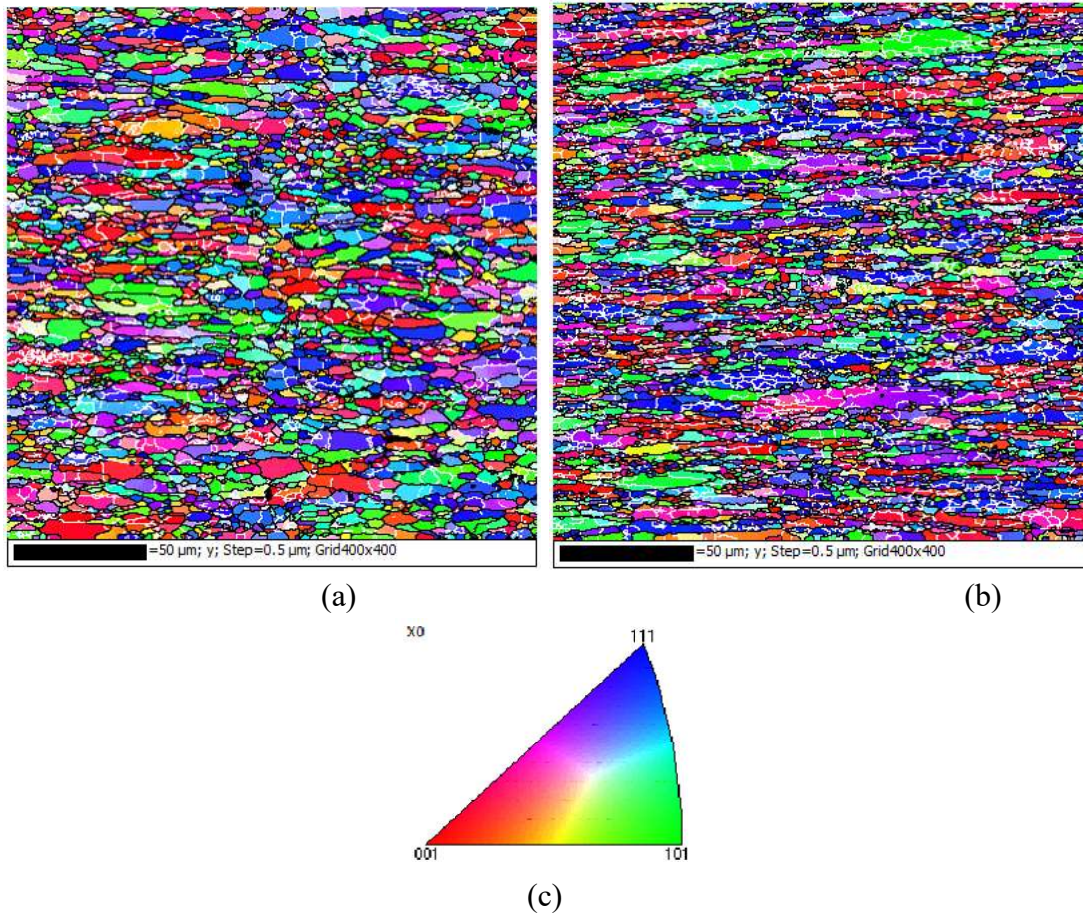 =50 µm; y; Step=0.5 µm; Grid400x400
=50 µm; y; Step=0.5 µm; Grid400x400
(a)
(b)
X0
111
001
101
(c)